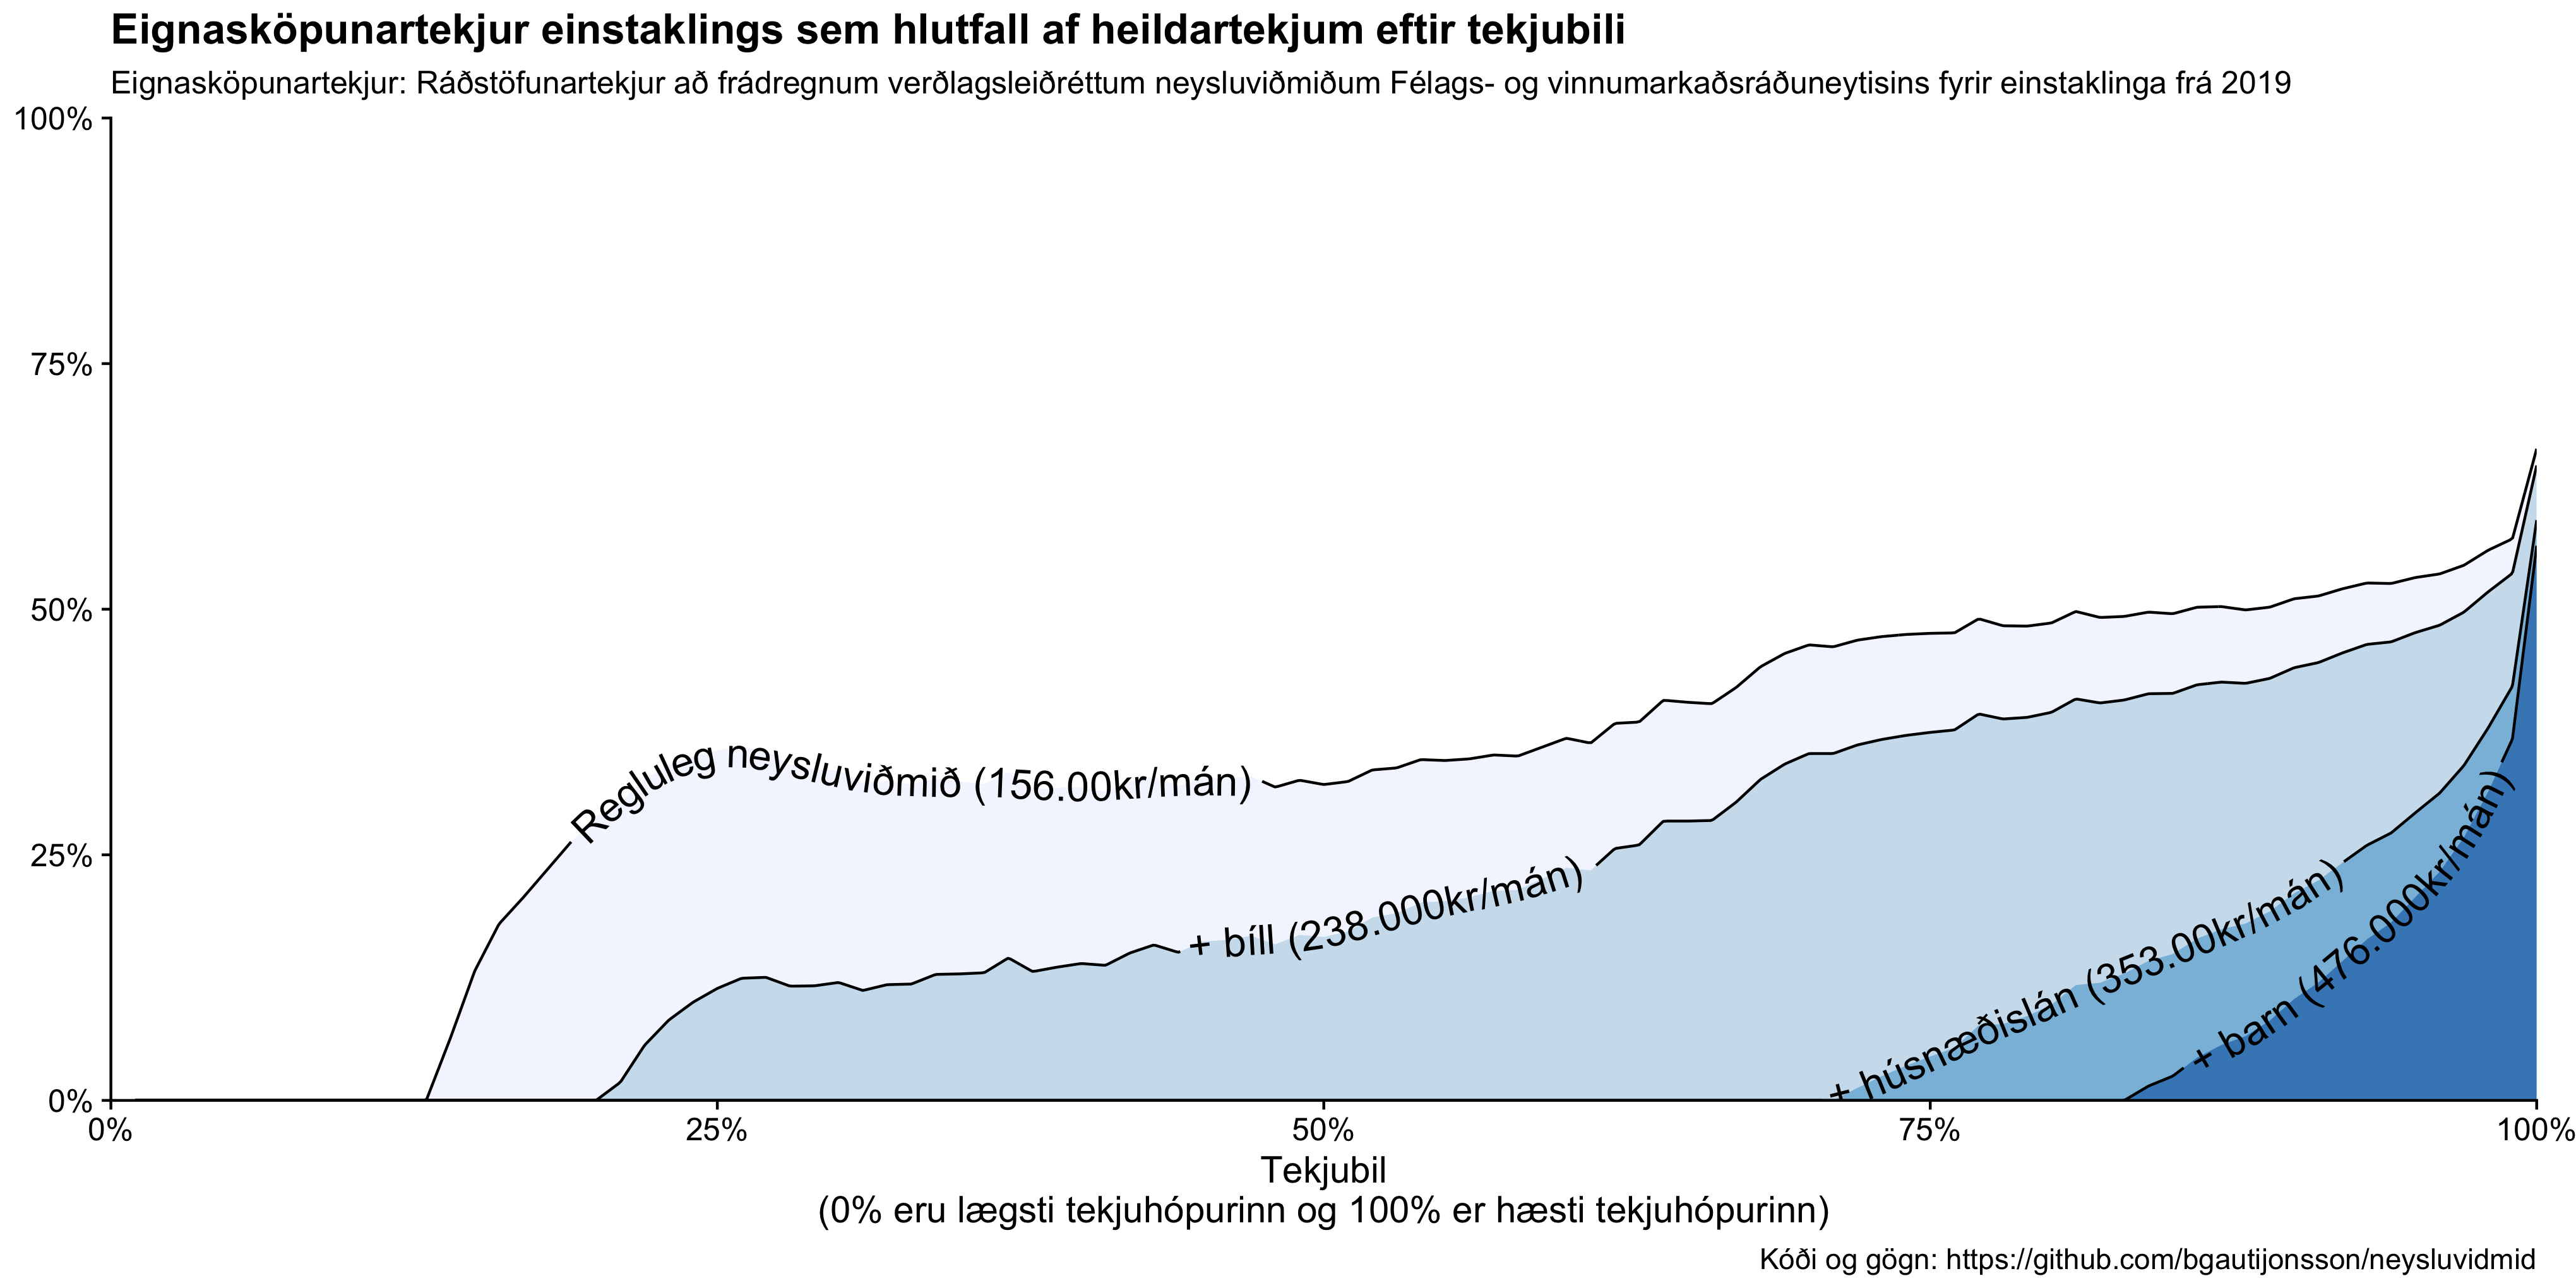 Eignasköpunartekjur einstaklings sem hlutfall af heildartekjum eftir tekjubili
Eignasköpunartekjur: Ráðstöfunartekjur að frádregnum verðlagsleiðréttum neysluviðmiðum Félags- og vinnumarkaðsráðuneytisins fyrir einstaklinga frá 2019
100%
75%
50%
25%
0%
Regluleg neysluviðmið (156.00kr/mán)
+ bíll (238.000kr/mán)
+ húsnæðislán (353.00kr/mán)
+ barn (476.000kr/mán)
0%
25%
50%
75%
100%
Tekjubil
(0% eru lægsti tekjuhópurinn og 100% er hæsti tekjuhópurinn)
Kóði og gögn: https://github.com/bgautijonsson/neysluvidmid